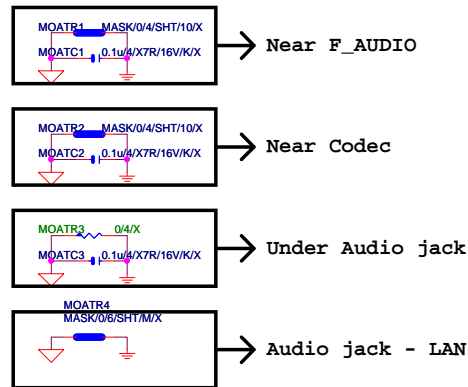 MOATR1 MASK/0/4/SHT/10/X
MOATC1 0.1u/4/X7R/16V/K/X
Near F_AUDIO
MOATR2 MASK/0/4/SHT/10/X
MOATC2 0.1u/4/X7R/16V/K/X
Near Codec
MOATR3 0/4/X
MOATC3 0.1u/4/X7R/16V/K/X
Under Audio jack
MOATR4
MASK/0/6/SHT/M/X
Audio jack - LAN